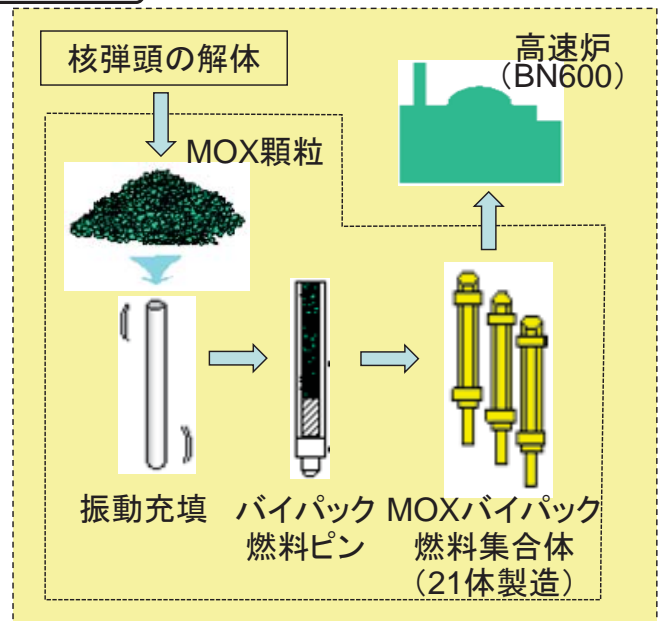 核弾頭の解体
高速炉
（BN600）
MOX顆粒
振動充填
バイパック
燃料ピン
MOXバイパック
燃料集合体
（21体製造）